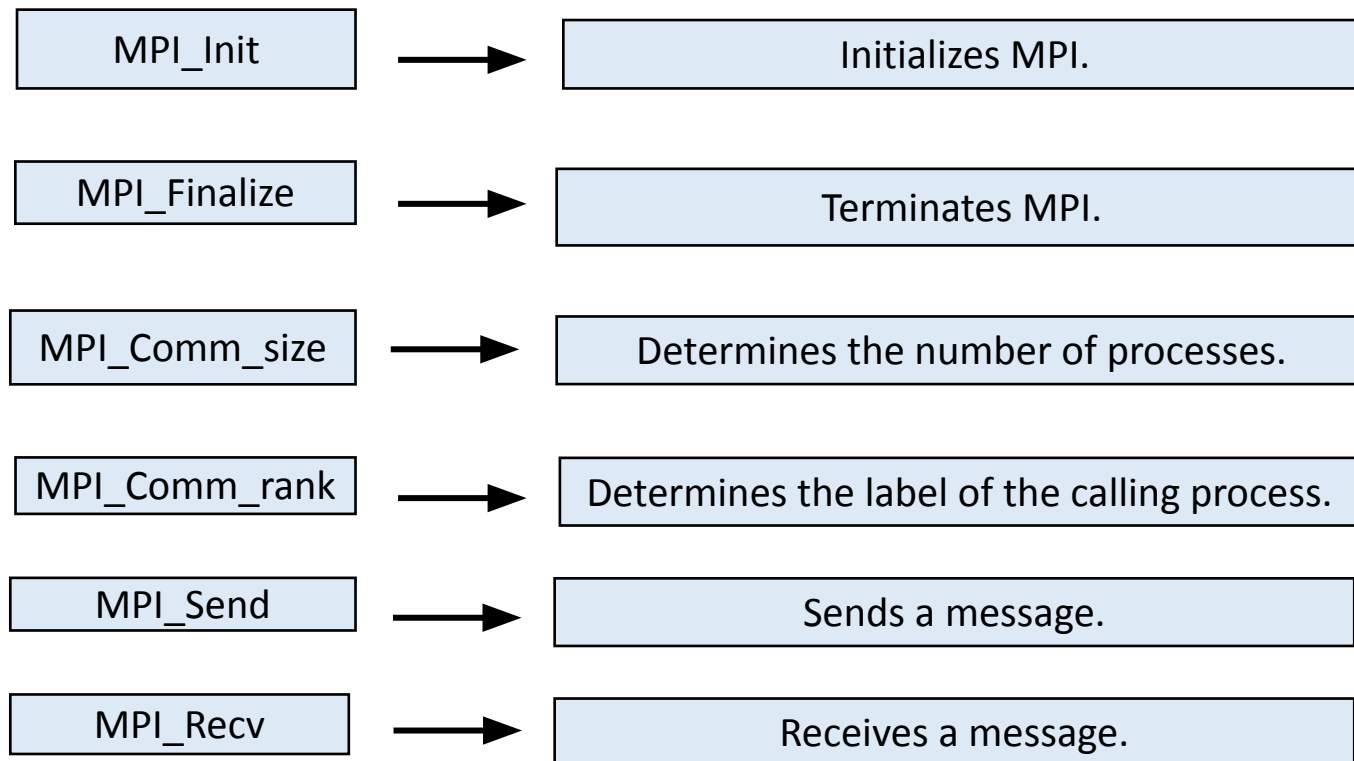 MPI_Init
Initializes MPI.
MPI_Finalize
Terminates MPI.
MPI_Comm_size
Determines the number of processes.
MPI_Comm_rank
Determines the label of the calling process.
MPI_Send
Sends a message.
MPI_Recv
Receives a message.